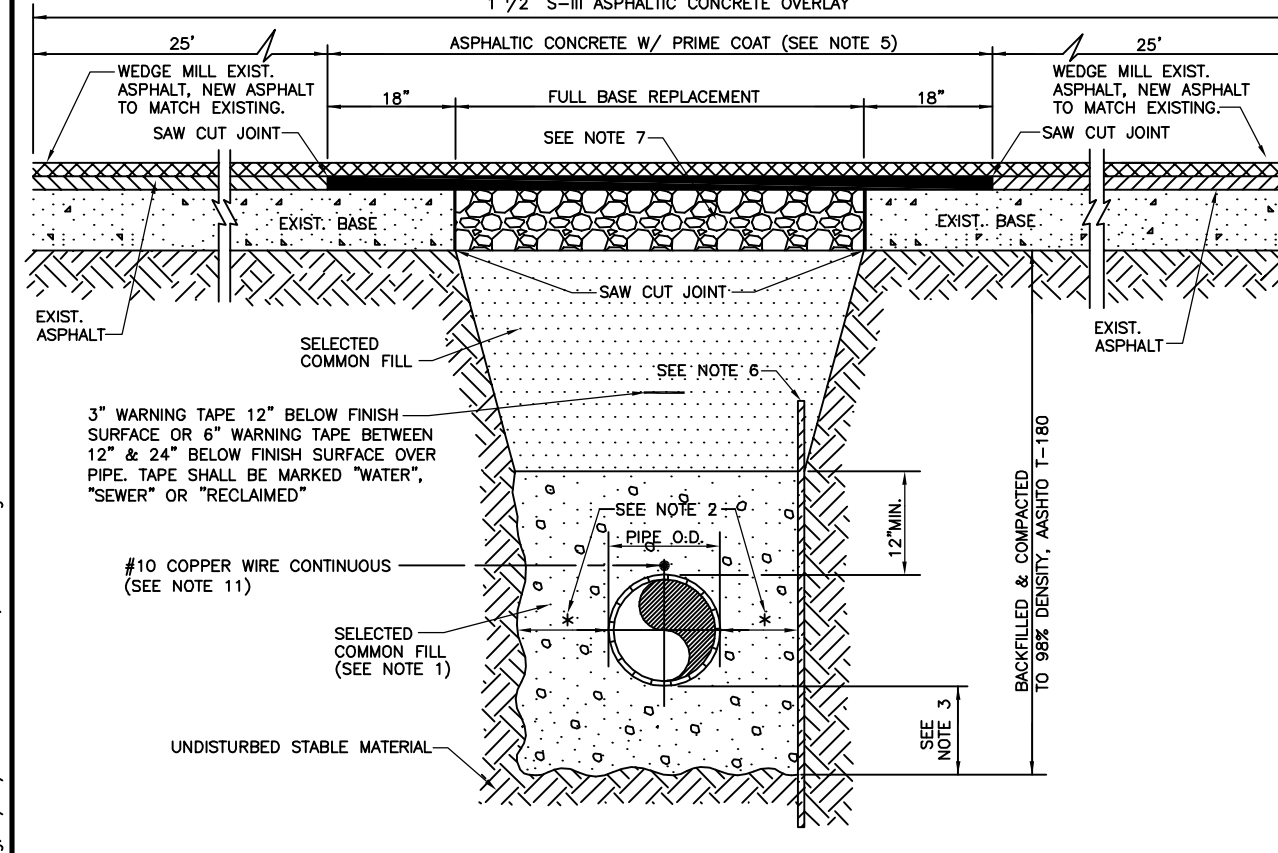 1 1/2" S-III ASPHALTIC CONCRETE OVERLAY
25'
ASPHALTIC CONCRETE W/ PRIME COAT (SEE NOTE 5)
25'
WEDGE MILL EXIST.
ASPHALT, NEW ASPHALT
TO MATCH EXISTING.
WEDGE MILL EXIST.
ASPHALT, NEW ASPHALT
TO MATCH EXISTING.
18"
FULL BASE REPLACEMENT
18"
SAW CUT JOINT
SEE NOTE 7
SAW CUT JOINT
EXIST. BASE
EXIST. BASE
SAW CUT JOINT
EXIST.
ASPHALT
EXIST.
ASPHALT
SELECTED
COMMON FILL
SEE NOTE 6
3" WARNING TAPE 12" BELOW FINISH
SURFACE OR 6" WARNING TAPE BETWEEN
12" & 24" BELOW FINISH SURFACE OVER
PIPE. TAPE SHALL BE MARKED "WATER",
"SEWER" OR "RECLAIMED"
SEE NOTE 2
PIPE O.D.
12"MIN.
#10 COPPER WIRE CONTINUOUS
(SEE NOTE 11)
* *
SELECTED
COMMON FILL
(SEE NOTE 1)
BACKFILLED & COMPACTED
TO 98% DENSITY, AASHTO T-180
SEE
NOTE 3
UNDISTURBED STABLE MATERIAL